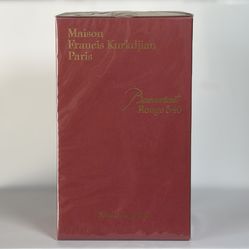 Maison
Francis Kurkdjian
Paris
Baccarat
Rouge 540